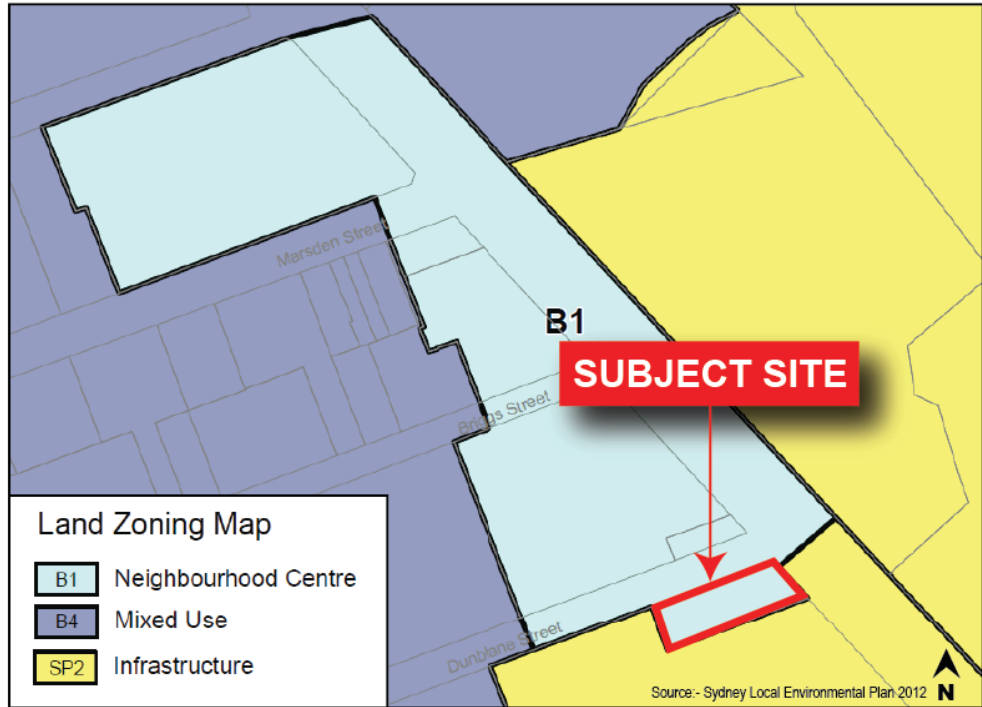 Marsden Street
B1
SUBJECT SITE
Briggs Street
Land Zoning Map
B1 Neighbourhood Centre
B4 Mixed Use
SP2 Infrastructure
Dunblane Street
Source:- Sydney Local Environmental Plan 2012
N